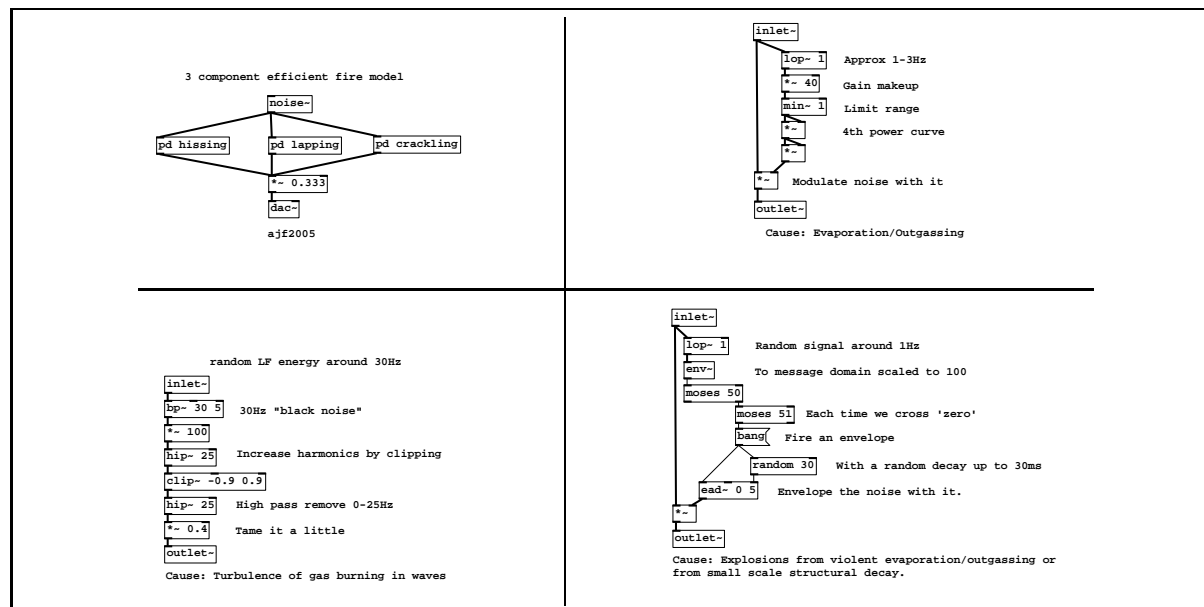 3 component efficient fire model
noise~
pd hissing
pd lapping
pd crackling
*~ 0.333
dac~
ajf2005
inlet~
lop~ 1
Approx 1-3Hz
*~ 40
Gain makeup
min~ 1
Limit range
*~
4th power curve
*~
*~
Modulate noise with it
outlet~
Cause: Evaporation/Outgassing
random LF energy around 30Hz
inlet~
bp~ 30 5
30Hz "black noise"
*~ 100
hip~ 25
Increase harmonics by clipping
clip~ -0.9 0.9
hip~ 25
High pass remove 0-25Hz
*~ 0.4
Tame it a little
outlet~
Cause: Turbulence of gas burning in waves
inlet~
lop~ 1
Random signal around 1Hz
env~
To message domain scaled to 100
moses 50
moses 51
Each time we cross 'zero'
bang
Fire an envelope
random 30
With a random decay up to 30ms
ead~ 0 5
Envelope the noise with it.
*~
outlet~
Cause: Explosions from violent evaporation/outgassing or
from small scale structural decay.